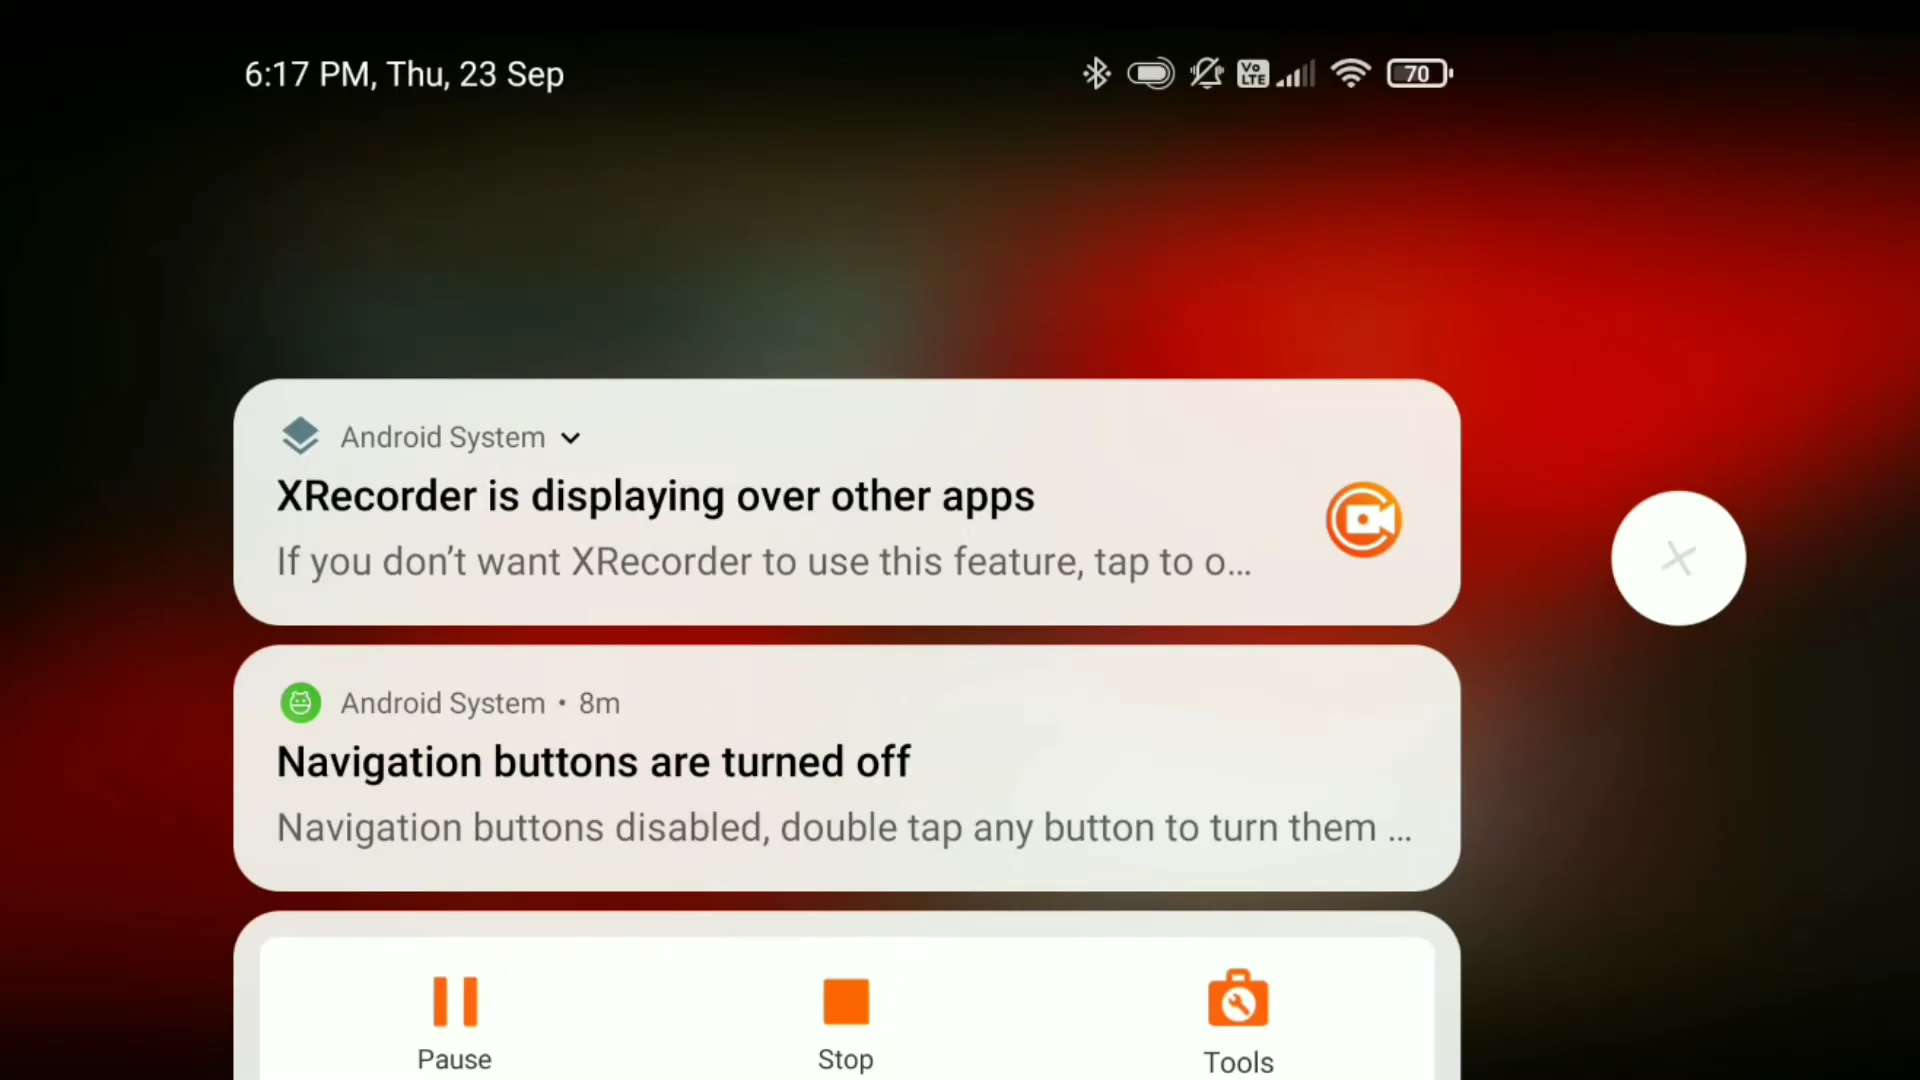 6:17 PM, Thu, 23 Sep
Vo LTE
70
Android System
XRecorder is displaying over other apps
If you don't want XRecorder to use this feature, tap to o...
Android System • 8m
Navigation buttons are turned off
Navigation buttons disabled, double tap any button to turn them ...
Pause
Stop
Tools